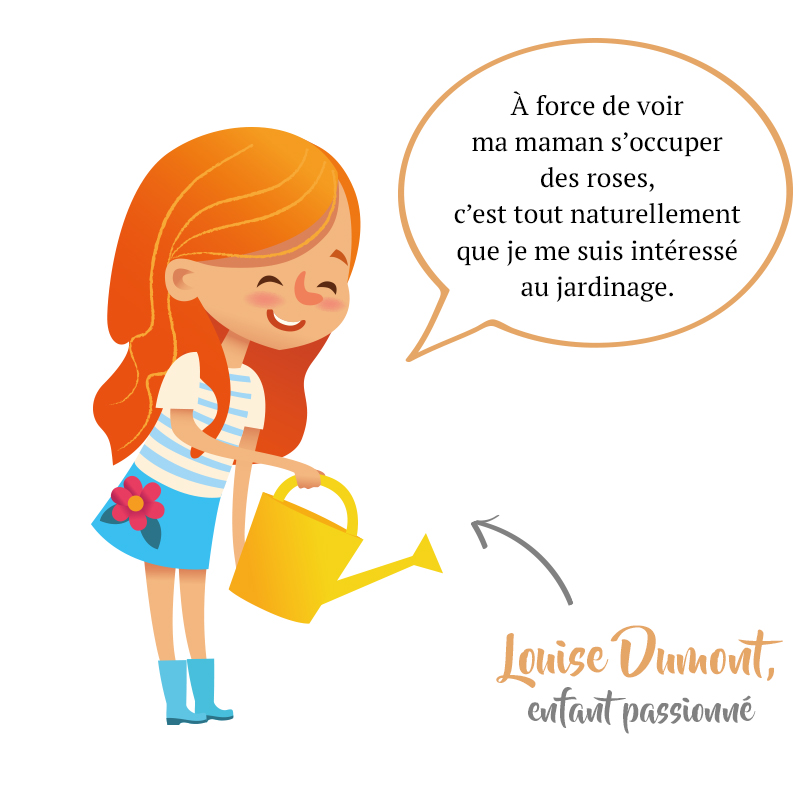 À force de voir
ma maman s’occuper
des roses,
c’est tout naturellement
que je me suis intéressé
au jardinage.
Louise Dumont,
enfant passionné